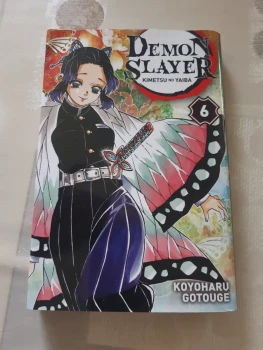 DEMON
SLAYER
KIMETSU NO YAIBA
6
KOYOHARU
GOTOUGE